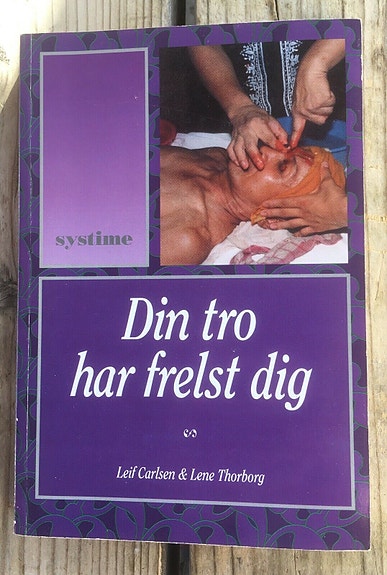 systime
Din tro
har frelst dig
Leif Carlsen & Lene Thorborg